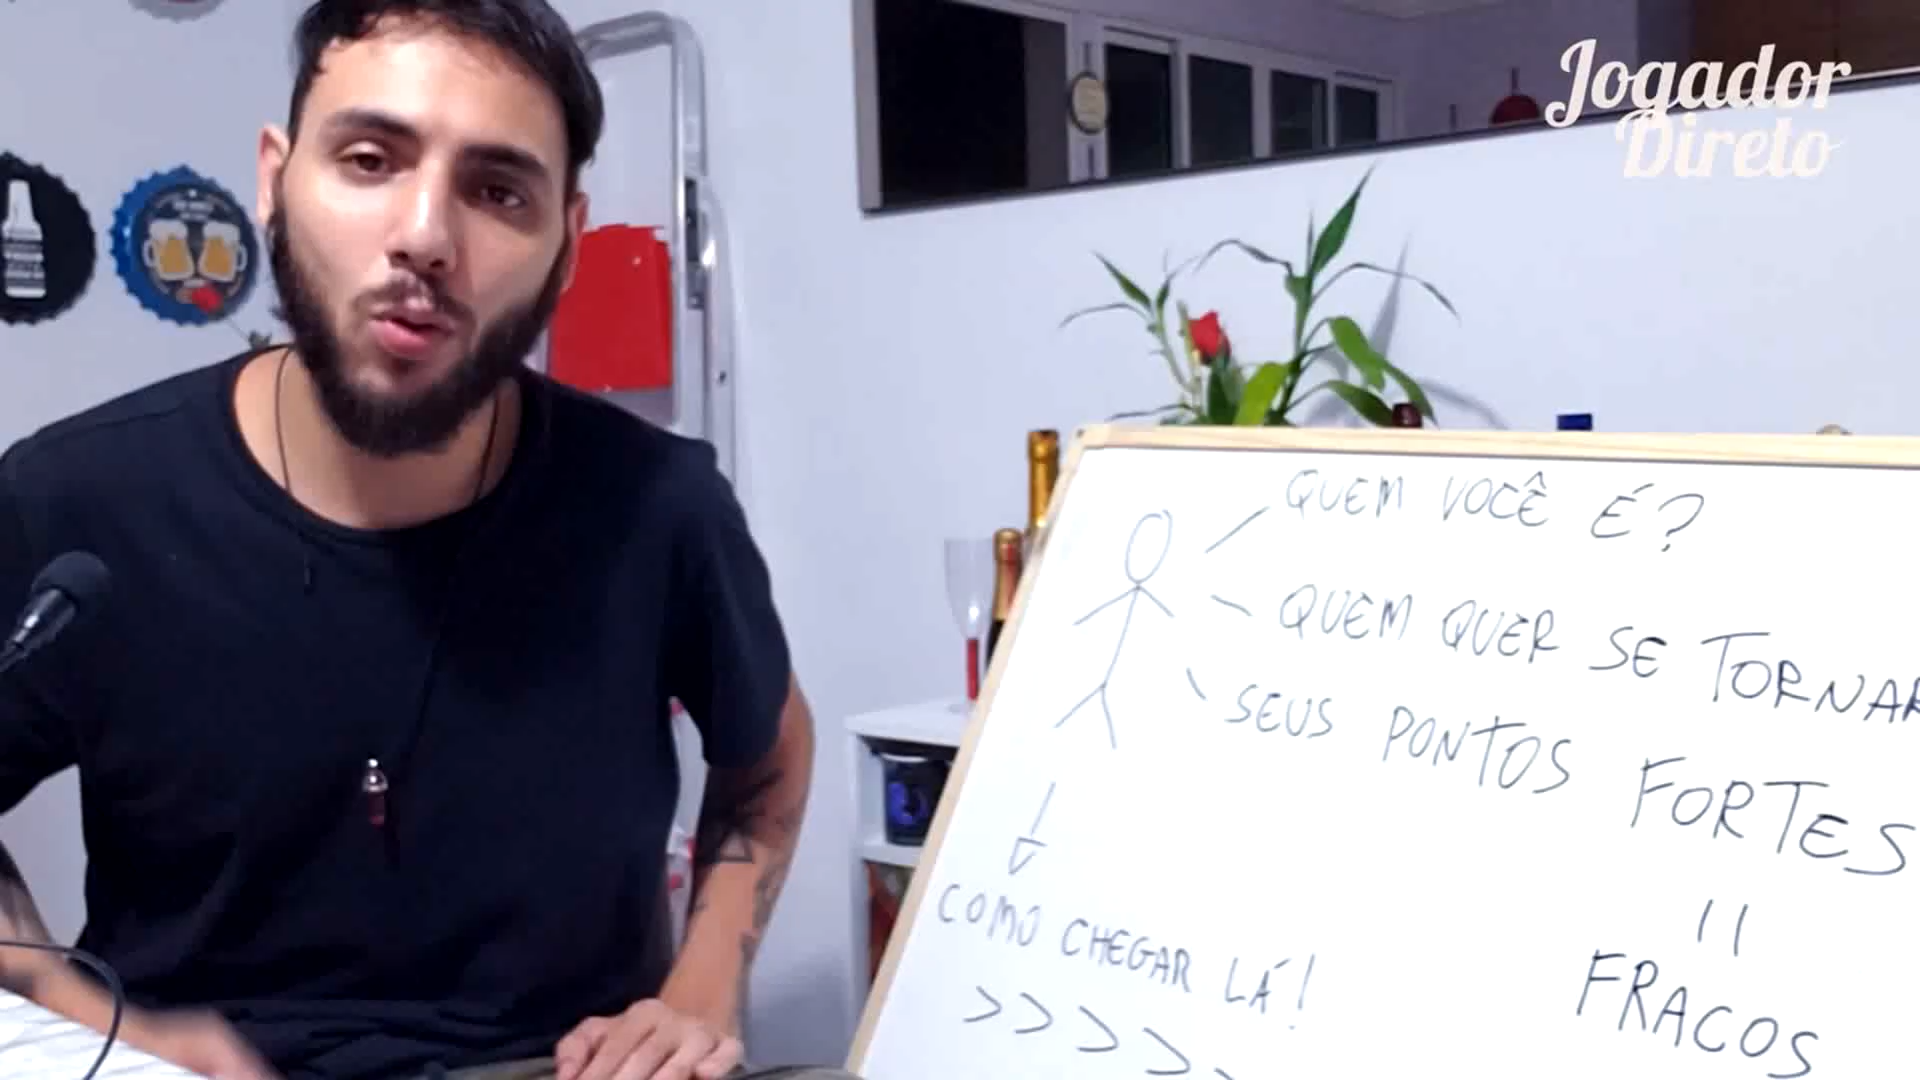 Jogador
Direto
QUEM VOCÊ É?
QUEM QUER SE TORNAR
SEUS PONTOS FORTES
||
FRACOS
COMO CHEGAR LÁ!
>>>>